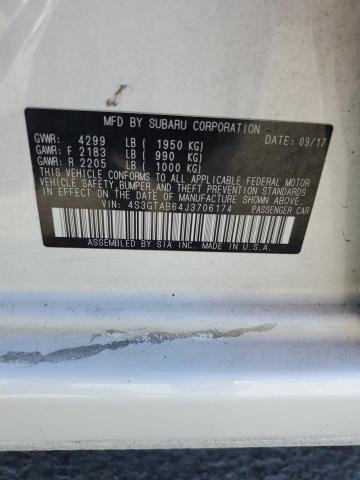 MFD BY SUBARU CORPORATION
GVWR: 4299 LB ( 1950 KG) DATE: 09/17
GAWR: F 2183 LB ( 990 KG)
GAWR: R 2205 LB ( 1000 KG)
THIS VEHICLE CONFORMS TO ALL APPLICABLE FEDERAL MOTOR
VEHICLE SAFETY, BUMPER, AND THEFT PREVENTION STANDARDS
IN EFFECT ON THE DATE OF MANUFACTURE SHOWN ABOVE.
VIN: 4S3GTAB64J3706174 PASSENGER CAR
ASSEMBLED BY SIA INC. MADE IN U.S.A.